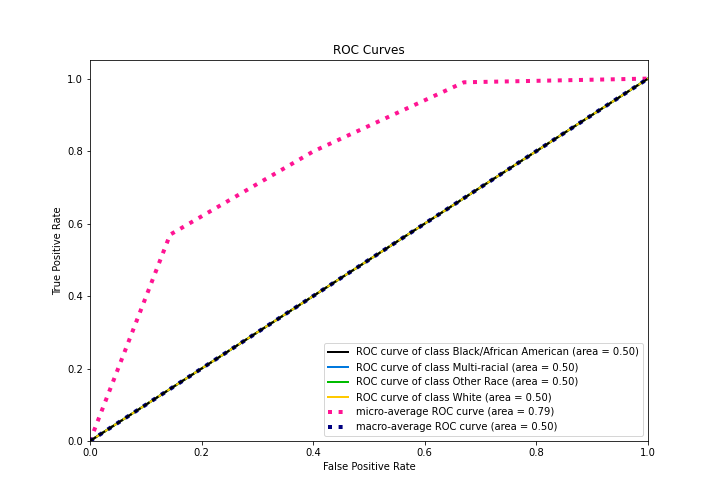 ROC Curves
True Positive Rate
1.0
0.8
0.6
0.4
0.2
0.0
ROC curve of class Black/African American (area = 0.50)
ROC curve of class Multi-racial (area = 0.50)
ROC curve of class Other Race (area = 0.50)
ROC curve of class White (area = 0.50)
micro-average ROC curve (area = 0.79)
macro-average ROC curve (area = 0.50)
0.0 0.2 0.4 0.6 0.8 1.0
False Positive Rate